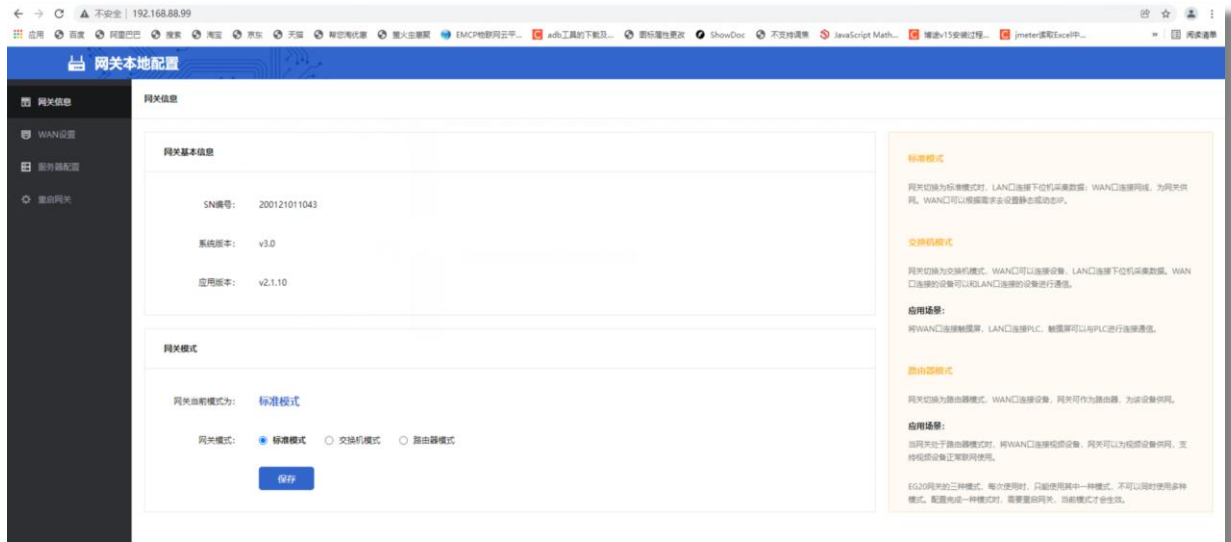 不安全 | 192.168.88.99
应用 百度 阿里巴巴 搜索 淘宝 京东 天猫 帮您淘优惠 萤火虫惠聚 EMCP物联网云平... adb工具的下载及... 图标属性更改 ShowDoc 不支持调焦 JavaScript Math... 博途v15安装过程... jmeter读取Excel中... » 阅读清单
网关本地配置
网关信息
WAN设置
服务器配置
重启网关
网关信息
网关基本信息
SN编号: 200121011043
系统版本: v3.0
应用版本: v2.1.10
网关模式
网关当前模式为: 标准模式
网关模式: 标准模式 交换机模式 路由器模式
保存
标准模式
网关切换为标准模式时，LAN口连接下位机采集数据；WAN口连接网线，为网关供
网。WAN口可以根据需求去设置静态或动态IP。
交换机模式
网关切换为交换机模式，WAN口可以连接设备，LAN口连接下位机采集数据。WAN
口连接的设备可以和LAN口连接的设备进行通信。
应用场景：
将WAN口连接触摸屏，LAN口连接PLC，触摸屏可以与PLC进行连接通信。
路由器模式
网关切换为路由器模式，WAN口连接设备，网关可作为路由器，为该设备供网。
应用场景：
当网关处于路由器模式时，将WAN口连接视频设备，网关可以为视频设备供网，支
持视频设备正常联网使用。
EG20网关的三种模式，每次使用时，只能使用其中一种模式，不可以同时使用多种
模式。配置完成一种模式时，需要重启网关，当前模式才会生效。